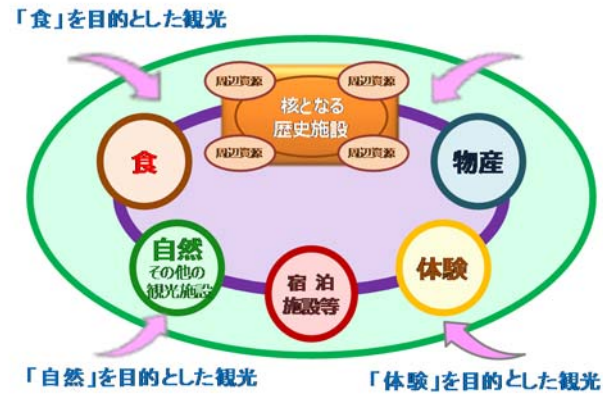 「食」を目的とした観光
周辺資源
周辺資源
核となる
歴史施設
周辺資源
周辺資源
食
物産
自然
その他の
観光施設
宿泊
施設等
体験
「自然」を目的とした観光
「体験」を目的とした観光